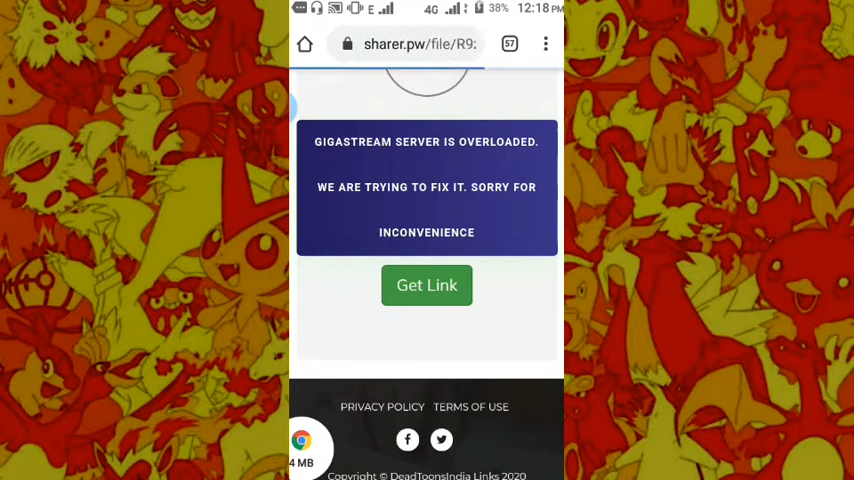 E 4G 38% 12:18 PM
sharer.pw/file/R9: 57
GIGASTREAM SERVER IS OVERLOADED.
WE ARE TRYING TO FIX IT. SORRY FOR
INCONVENIENCE
Get Link
PRIVACY POLICY TERMS OF USE
4 MB
Copyright © DeadToonsIndia Links 2020